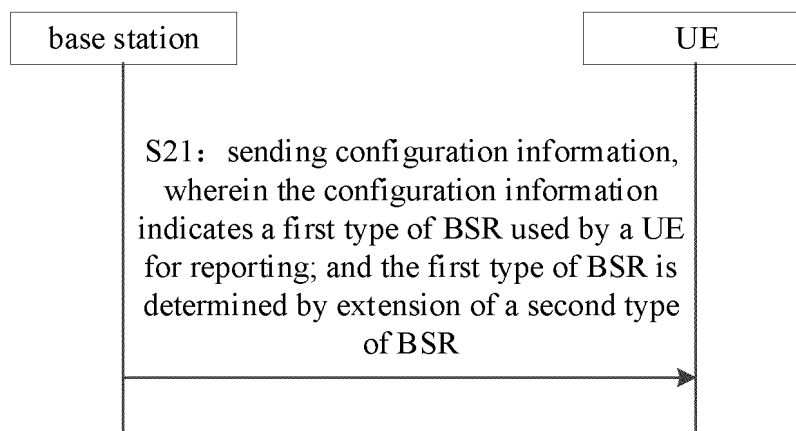 base station
UE
S21： sending configuration information,
wherein the configuration information
indicates a first type of BSR used by a UE
for reporting; and the first type of BSR is
determined by extension of a second type
of BSR